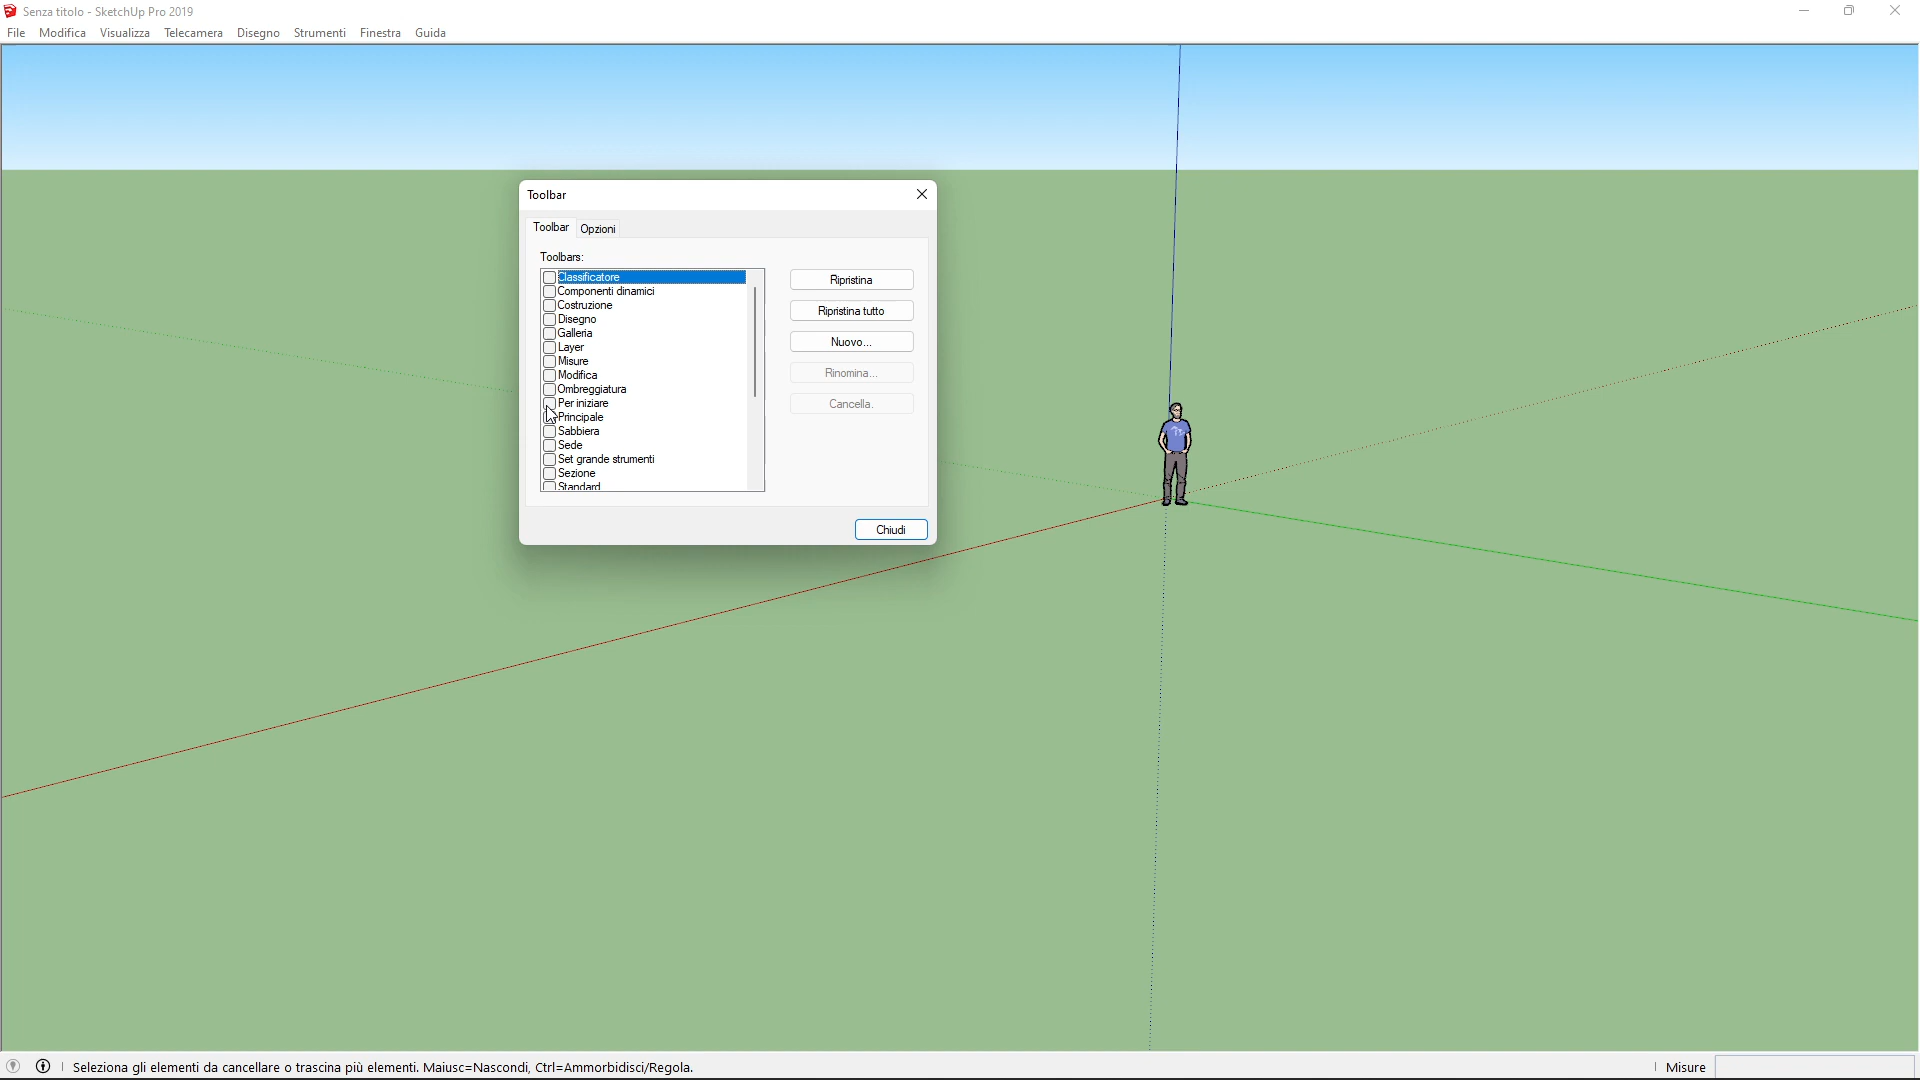 Senza titolo - SketchUp Pro 2019
File Modifica Visualizza Telecamera Disegno Strumenti Finestra Guida
Toolbar
Toolbar Opzioni
Toolbars:
Classificatore
Componenti dinamici
Costruzione
Disegno
Galleria
Layer
Misure
Modifica
Ombreggiatura
Per iniziare
Principale
Sabbiera
Sede
Set grande strumenti
Sezione
Standard
Ripristina
Ripristina tutto
Nuovo...
Rinomina...
Cancella.
Chiudi
Seleziona gli elementi da cancellare o trascina più elementi. Maiusc=Nascondi, Ctrl=Ammorbidisci/Regola.
Misure